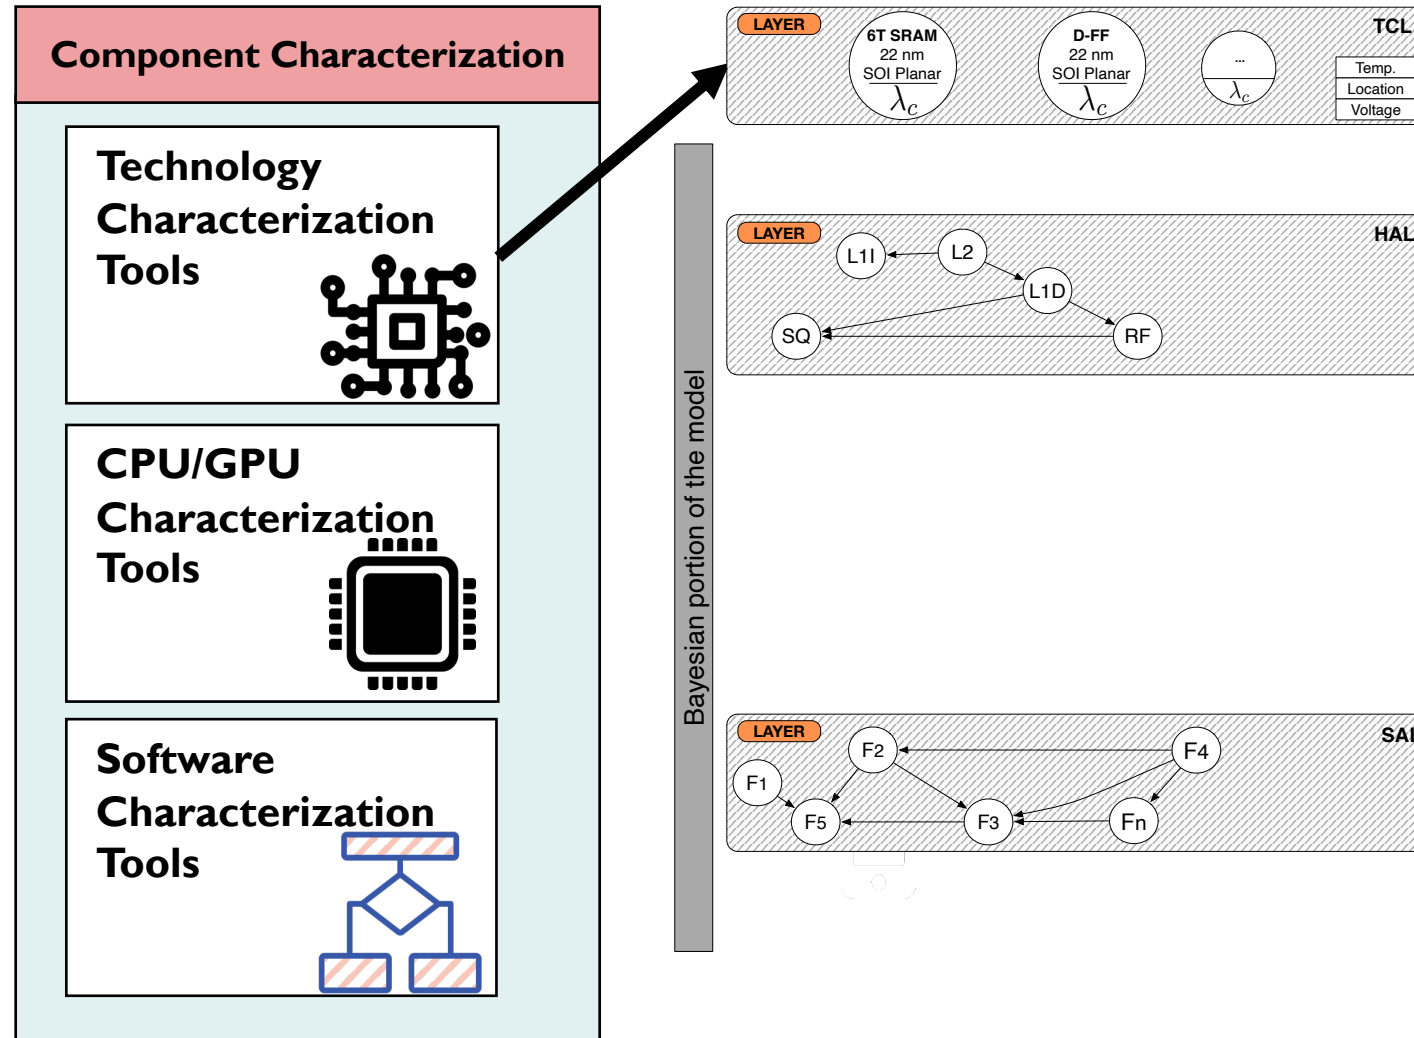 Component Characterization
Technology
Characterization
Tools
CPU/GPU
Characterization
Tools
Software
Characterization
Tools
Bayesian portion of the model
LAYER
TCL
6T SRAM
22 nm
SOI Planar
λc
D-FF
22 nm
SOI Planar
λc
...
λc
Temp.
Location
Voltage
LAYER
HAL
L1I
L2
L1D
SQ
RF
LAYER
SAL
F2
F4
F1
F5
F3
Fn